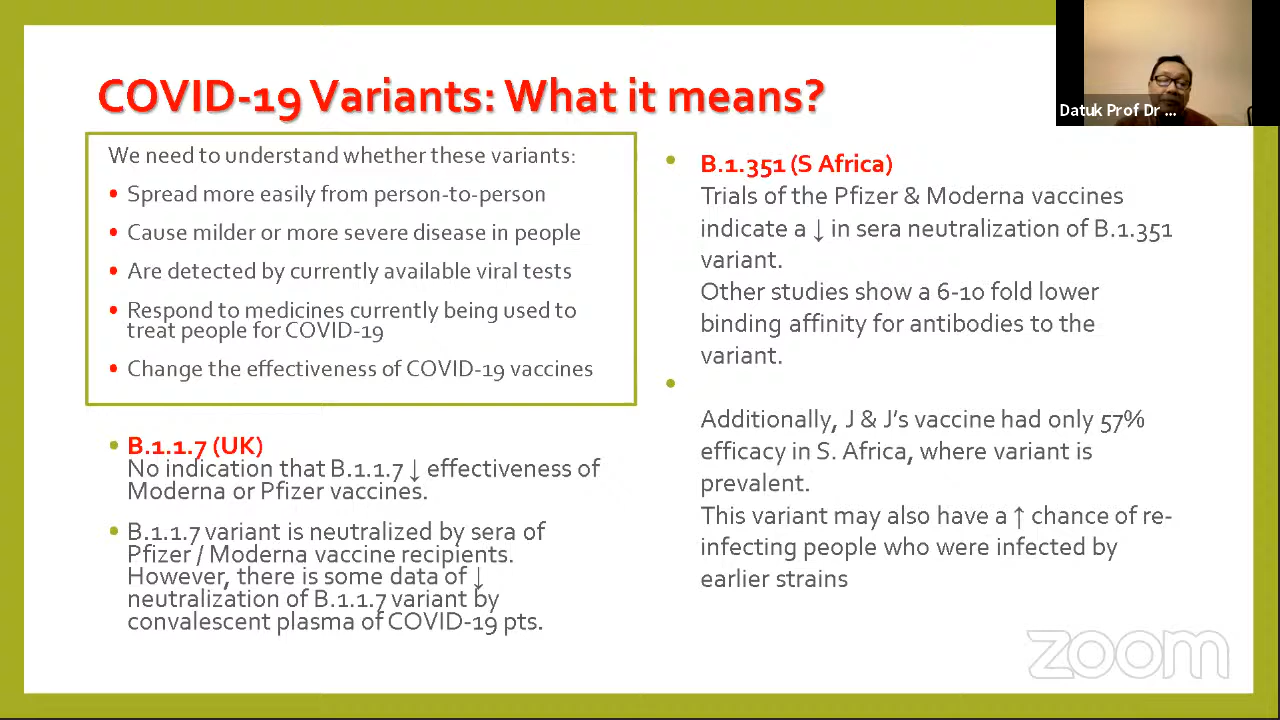 COVID-19 Variants: What it means?
We need to understand whether these variants:
• Spread more easily from person-to-person
• Cause milder or more severe disease in people
• Are detected by currently available viral tests
• Respond to medicines currently being used to
treat people for COVID-19
• Change the effectiveness of COVID-19 vaccines
• B.1.1.7 (UK)
No indication that B.1.1.7 ↓ effectiveness of
Moderna or Pfizer vaccines.
• B.1.1.7 variant is neutralized by sera of
Pfizer / Moderna vaccine recipients.
However, there is some data of ↓
neutralization of B.1.1.7 variant by
convalescent plasma of COVID-19 pts.
• B.1.351 (S Africa)
Trials of the Pfizer & Moderna vaccines
indicate a ↓ in sera neutralization of B.1.351
variant.
Other studies show a 6-10 fold lower
binding affinity for antibodies to the
variant.
•
Additionally, J & J's vaccine had only 57%
efficacy in S. Africa, where variant is
prevalent.
This variant may also have a ↑ chance of re-
infecting people who were infected by
earlier strains
Datuk Prof Dr ...
zoom